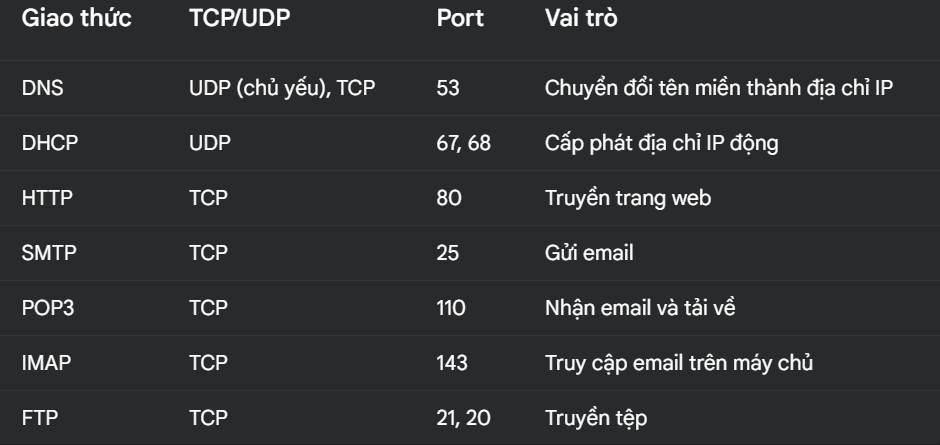 Giao thức TCP/UDP Port Vai trò
DNS UDP (chủ yếu), TCP 53 Chuyển đổi tên miền thành địa chỉ IP
DHCP UDP 67, 68 Cấp phát địa chỉ IP động
HTTP TCP 80 Truyền trang web
SMTP TCP 25 Gửi email
POP3 TCP 110 Nhận email và tải về
IMAP TCP 143 Truy cập email trên máy chủ
FTP TCP 21, 20 Truyền tệp